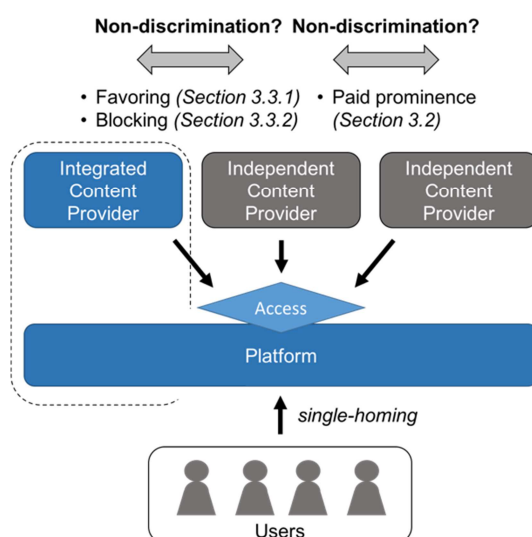 Non-discrimination? Non-discrimination?
• Favoring (Section 3.3.1)
• Blocking (Section 3.3.2)
• Paid prominence
(Section 3.2)
Integrated
Content
Provider
Independent
Content
Provider
Independent
Content
Provider
Access
Platform
single-homing
Users